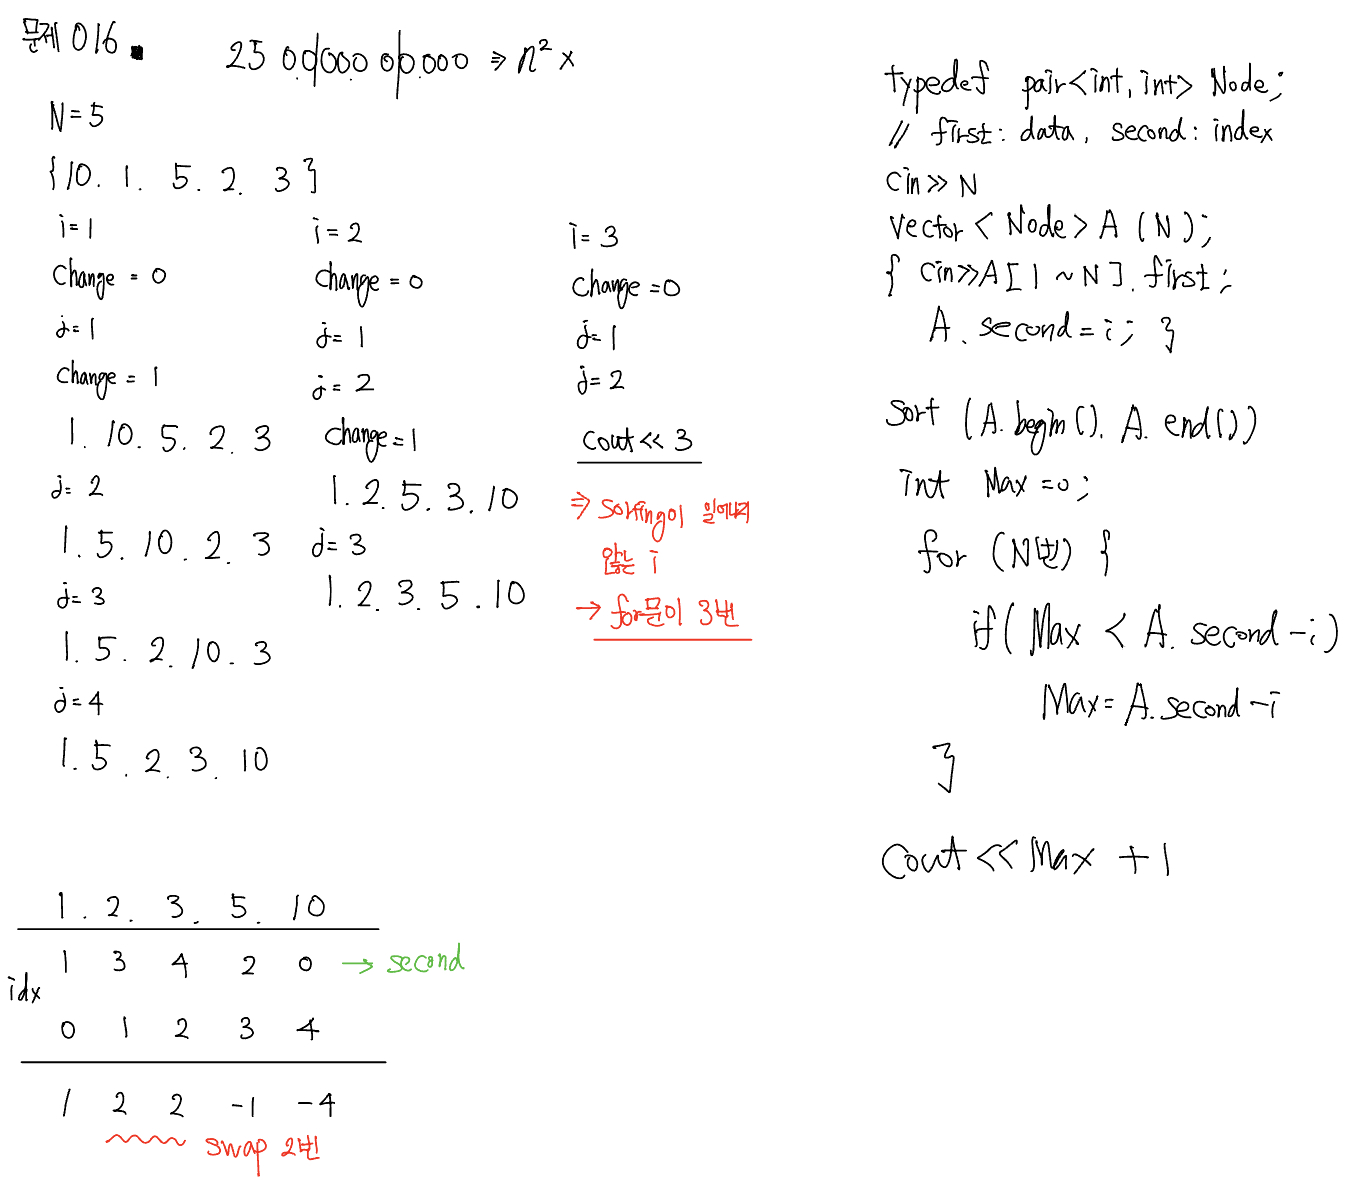 문제 016.
250.0000.00.000 ⇒ n² ×
N=5
{10. 1. 5. 2. 3}
i=1
Change = 0
j=1
Change = 1
1. 10. 5. 2. 3
j= 2
1. 5. 10. 2. 3
j=3
1. 5. 2. 10. 3
j=4
1. 5. 2. 3. 10
i=2
Change = 0
j= 1
j= 2
Change=1
1. 2. 5. 3. 10
j=3
1. 2. 3. 5. 10
i= 3
Change=0
j= 1
j=2
Cout << 3
⇒ Sorting이 일어나지
않는 i
→ for문이 3번
1. 2. 3. 5. 10
1 3 4 2 0 → second
idx
0 1 2 3 4
1 2 2 -1 -4
swap 2번
typedef pair<int, int> Node;
// first: data, second: index
Cin>> N
Vector< Node> A (N);
{ Cin>>A[1~N].first;
A. second=i; }
Sort (A.begin(). A. end())
int Max=0;
for (N번) {
if( Max < A. second-i)
Max= A.second-i
}
Cout << Max +1